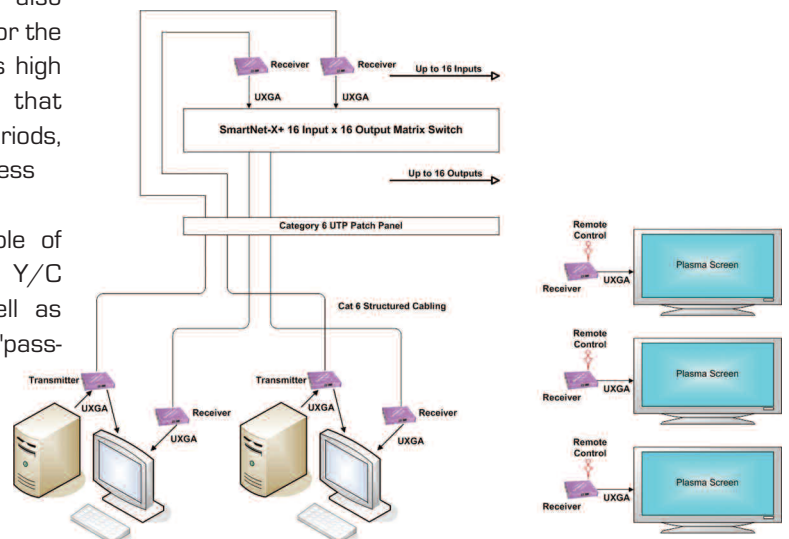 also
or the
s high
that
riods,
ess
ole of
Y/C
ell as
"pass-
Receiver
Receiver
Up to 16 Inputs
UXGA
UXGA
SmartNet-X+ 16 Input x 16 Output Matrix Switch
Up to 16 Outputs
Category 6 UTP Patch Panel
Cat 6 Structured Cabling
Transmitter
UXGA
Receiver
UXGA
Transmitter
UXGA
Receiver
UXGA
Remote
Control
Receiver
UXGA
Plasma Screen
Remote
Control
Receiver
UXGA
Plasma Screen
Remote
Control
Receiver
UXGA
Plasma Screen